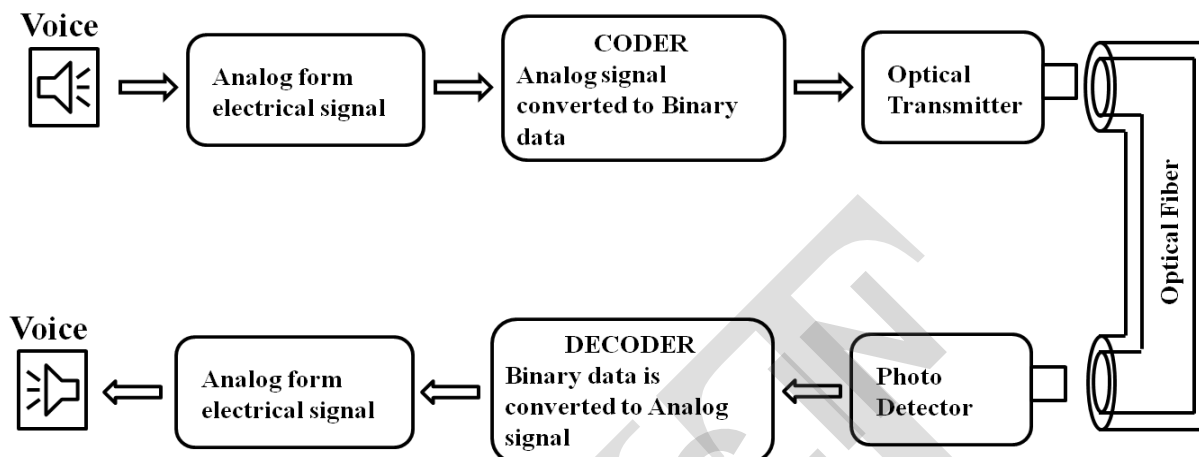 Voice
Analog form
electrical signal
CODER
Analog signal
converted to Binary
data
Optical
Transmitter
Optical Fiber
Voice
Analog form
electrical signal
DECODER
Binary data is
converted to Analog
signal
Photo
Detector